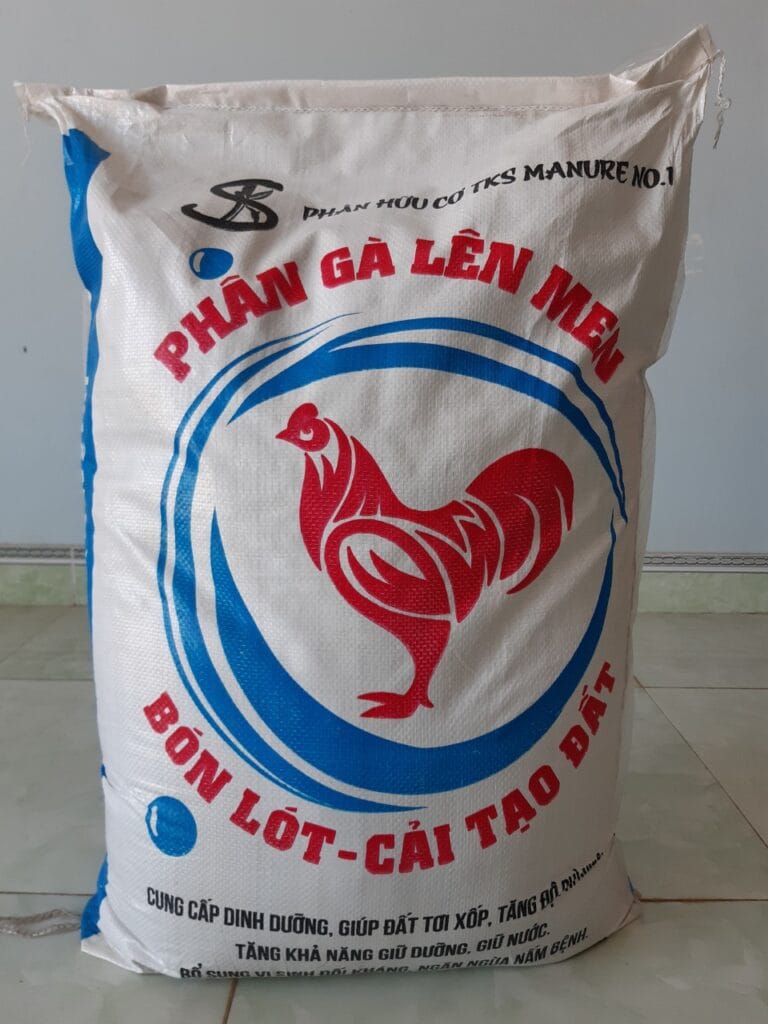 PHÂN HỮU CƠ TKS MANURE NO.1
PHÂN GÀ LÊN MEN
BÓN LÓT-CẢI TẠO ĐẤT
CUNG CẤP DINH DƯỠNG, GIÚP ĐẤT TƠI XỐP, TĂNG ĐỘ
TĂNG KHẢ NĂNG GIỮ DƯỠNG, GIỮ NƯỚC.
BỔ SUNG VI SINH ĐỐI KHÁNG, NGĂN NGỪA NẤM BỆNH.